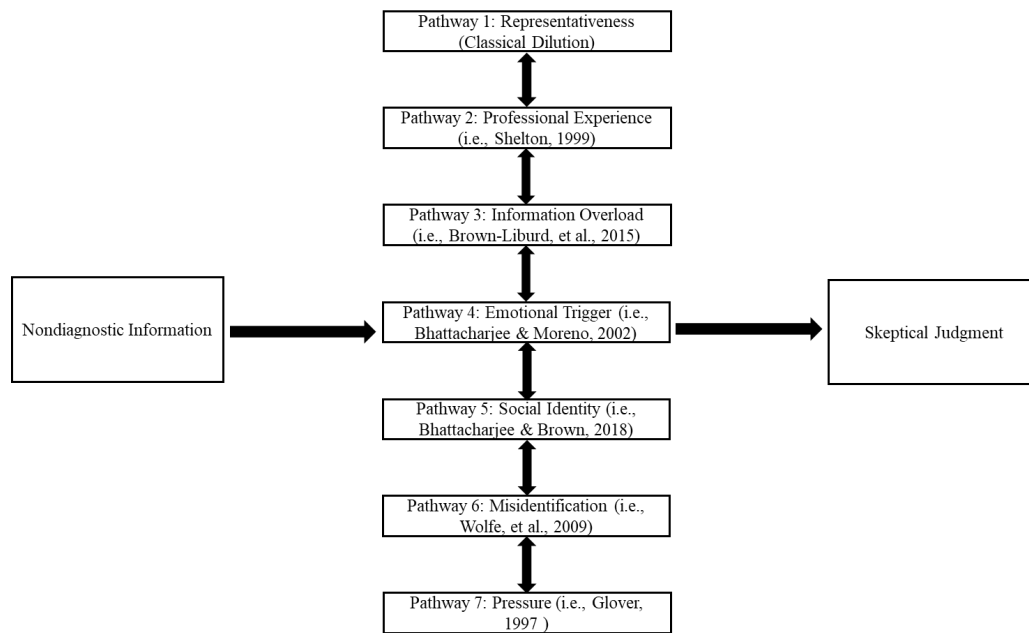 Pathway 1: Representativeness
(Classical Dilution)
Pathway 2: Professional Experience
(i.e., Shelton, 1999)
Pathway 3: Information Overload
(i.e., Brown-Liburd, et al., 2015)
Nondiagnostic Information
Pathway 4: Emotional Trigger (i.e.,
Bhattacharjee & Moreno, 2002)
Skeptical Judgment
Pathway 5: Social Identity (i.e.,
Bhattacharjee & Brown, 2018)
Pathway 6: Misidentification (i.e.,
Wolfe, et al., 2009)
Pathway 7: Pressure (i.e., Glover,
1997 )